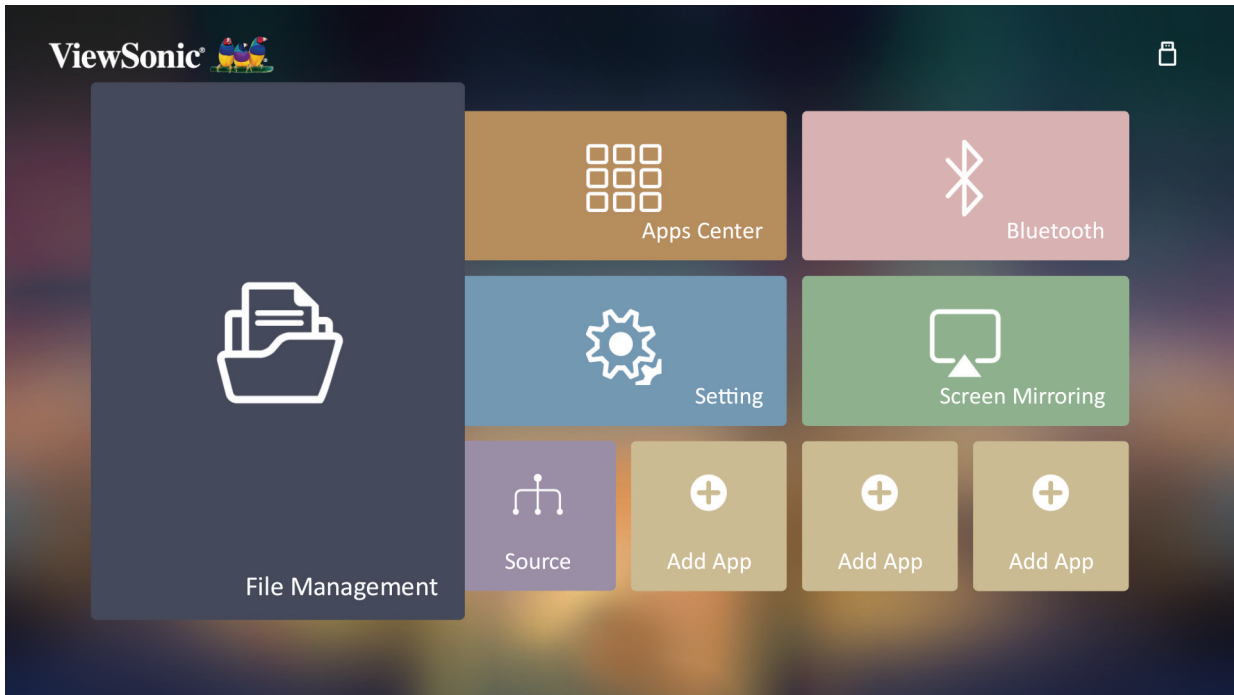 ViewSonic®
Apps Center
Bluetooth
Setting
Screen Mirroring
File Management
Source
Add App
Add App
Add App